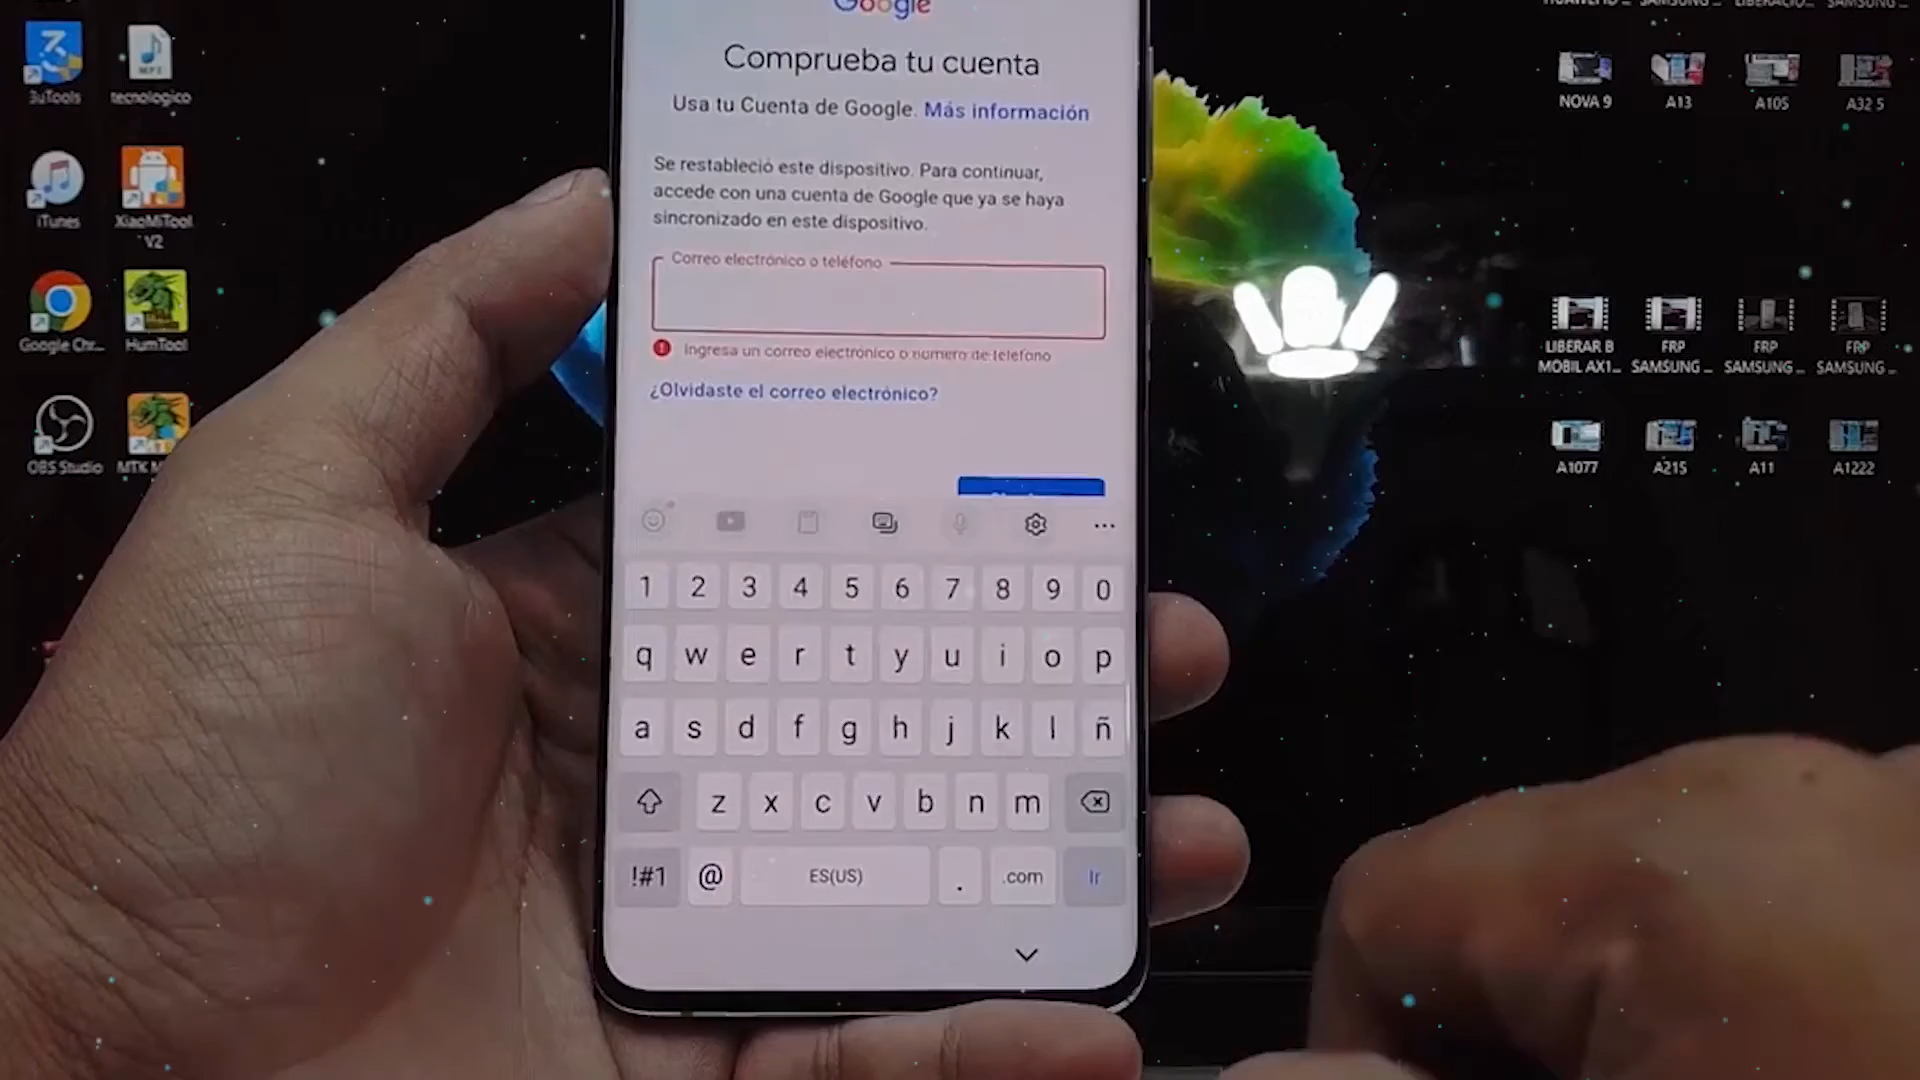 Google
Comprueba tu cuenta
Usa tu Cuenta de Google. Más información
Se restableció este dispositivo. Para continuar,
accede con una cuenta de Google que ya se haya
sincronizado en este dispositivo.
Correo electrónico o teléfono
Ingresa un correo electrónico o número de teléfono
¿Olvidaste el correo electrónico?
1 2 3 4 5 6 7 8 9 0
q w e r t y u i o p
a s d f g h j k l ñ
z x c v b n m
!#1 @ ES(US) . .com Ir
3uTools
tecnologico
MP3
iTunes
XiaoMiTool
V2
Google Chr...
HumTool
OBS Studio
MTK
NOVA 9
A13
A105
A32 5
LIBERAR B
MOBIL AX1...
FRP
SAMSUNG ...
FRP
SAMSUNG ...
FRP
SAMSUNG ...
A1077
A215
A11
A1222